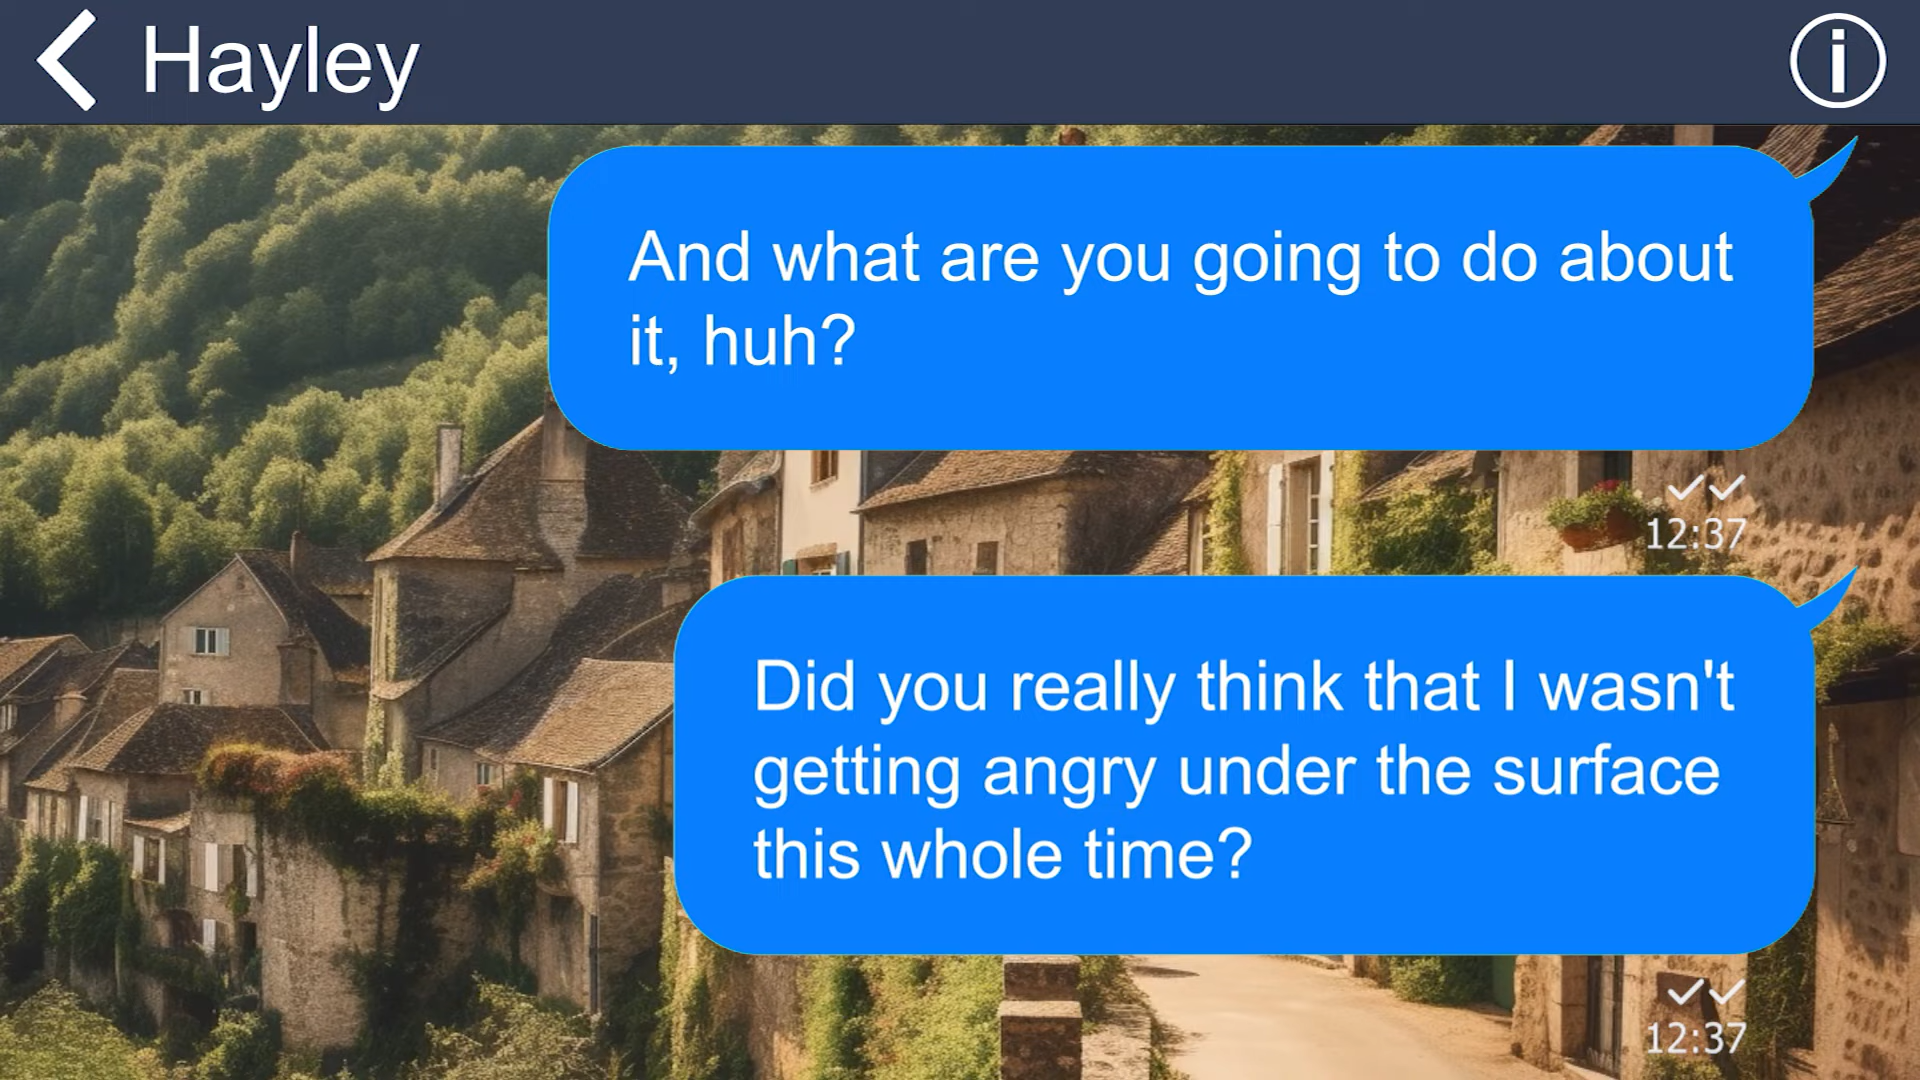 Hayley
And what are you going to do about
it, huh?
12:37
Did you really think that I wasn't
getting angry under the surface
this whole time?
12:37